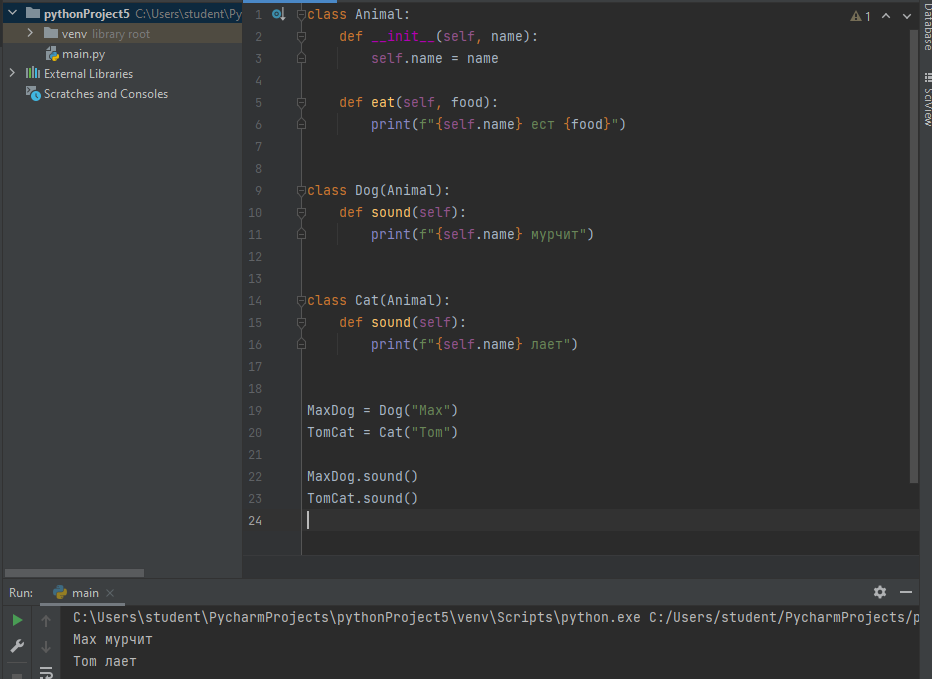 pythonProject5 C:\Users\student\Py
venv library root
main.py
External Libraries
Scratches and Consoles
1 class Animal:
2 def __init__(self, name):
3 self.name = name
4
5 def eat(self, food):
6 print(f"{self.name} ест {food}")
7
8
9 class Dog(Animal):
10 def sound(self):
11 print(f"{self.name} мурчит")
12
13
14 class Cat(Animal):
15 def sound(self):
16 print(f"{self.name} лает")
17
18
19 MaxDog = Dog("Мах")
20 TomCat = Cat("Том")
21
22 MaxDog.sound()
23 TomCat.sound()
24
1
Database
SciView
Run: main
C:\Users\student\PycharmProjects\pythonProject5\venv\Scripts\python.exe C:/Users/student/PycharmProjects/p
Мах мурчит
Том лает